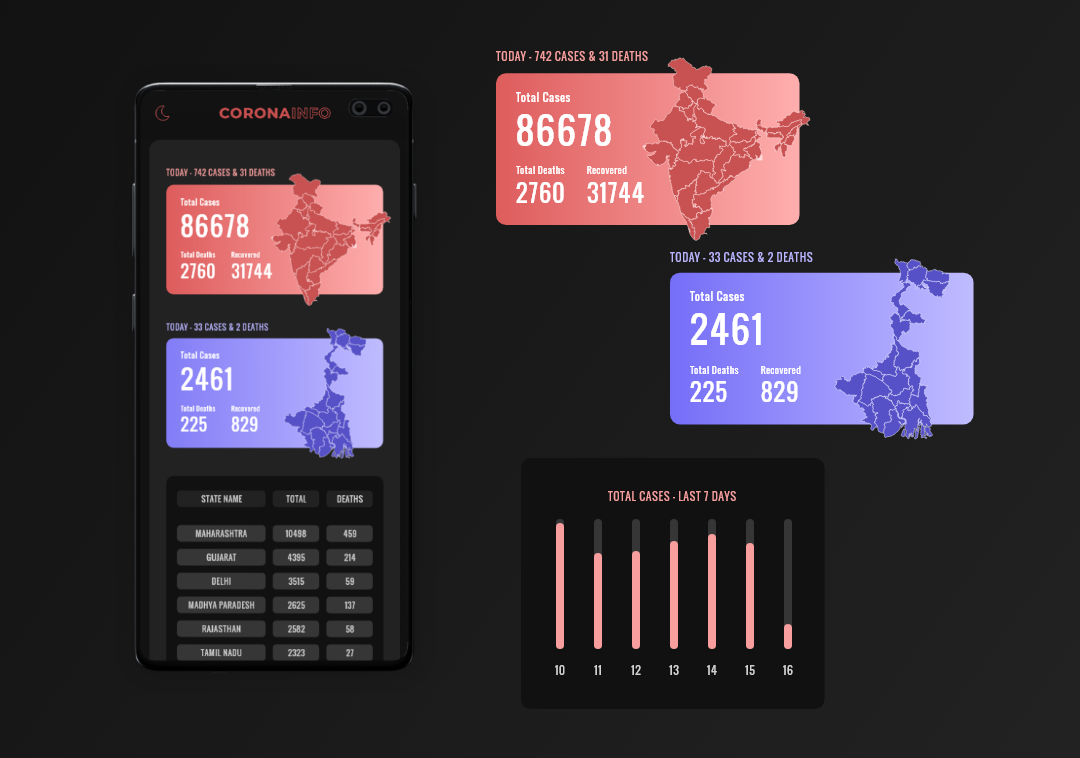 CORONAINFO
TODAY - 742 CASES & 31 DEATHS
Total Cases
86678
Total Deaths Recovered
2760 31744
TODAY - 33 CASES & 2 DEATHS
Total Cases
2461
Total Deaths Recovered
225 829
STATE NAME TOTAL DEATHS
MAHARASHTRA 10498 459
GUJARAT 4395 214
DELHI 3515 59
MADHYA PARADESH 2625 137
RAJASTHAN 2582 58
TAMIL NADU 2323 27
TODAY - 742 CASES & 31 DEATHS
Total Cases
86678
Total Deaths Recovered
2760 31744
TODAY - 33 CASES & 2 DEATHS
Total Cases
2461
Total Deaths Recovered
225 829
TOTAL CASES - LAST 7 DAYS
10 11 12 13 14 15 16